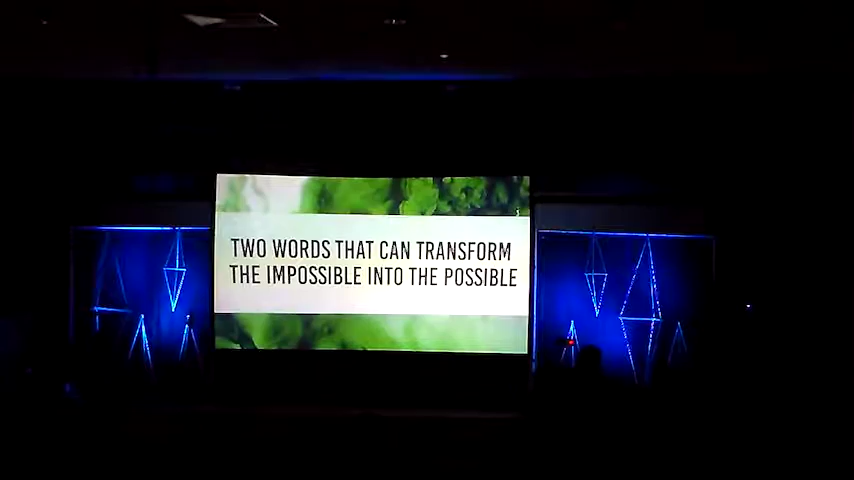 TWO WORDS THAT CAN TRANSFORM
THE IMPOSSIBLE INTO THE POSSIBLE